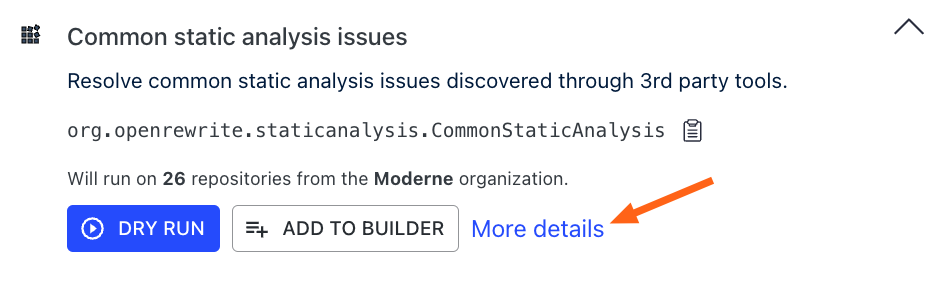 Common static analysis issues
Resolve common static analysis issues discovered through 3rd party tools.
org.openrewrite.staticanalysis.CommonStaticAnalysis
Will run on 26 repositories from the Moderne organization.
DRY RUN ADD TO BUILDER More details